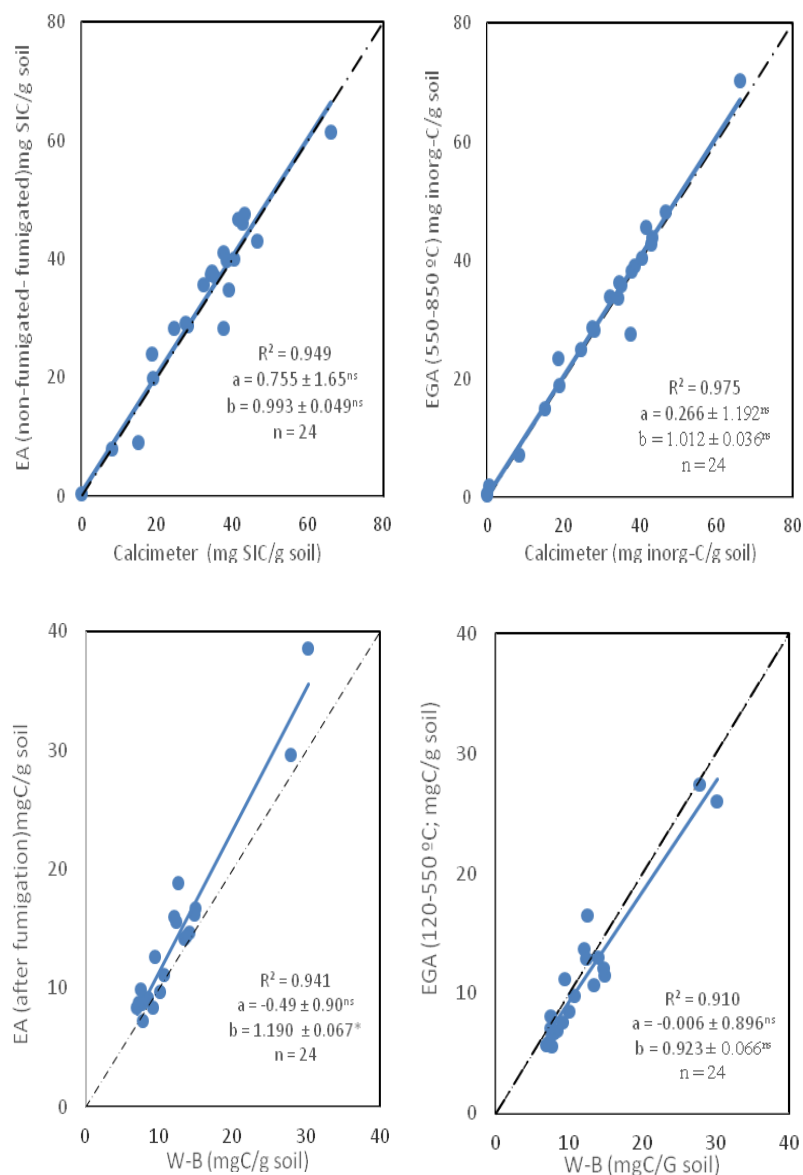 EA (non-fumigated- fumigated)mg SIC/g soil
80
60
40
20
0
R² = 0.949
a = 0.755 ± 1.65ns
b = 0.993 ± 0.049ns
n = 24
0 20 40 60 80
Calcimeter (mg SIC/g soil)
EGA (550-850 ºC) mg inorg-C/g soil
80
60
40
20
0
R² = 0.975
a = 0.266 ± 1.192ns
b = 1.012 ± 0.036ns
n = 24
0 20 40 60 80
Calcimeter (mg inorg-C/g soil)
EA (after fumigation)mgC/g soil
40
30
20
10
0
R² = 0.941
a = -0.49 ± 0.90ns
b = 1.190 ± 0.067*
n = 24
0 10 20 30 40
W-B (mgC/g soil)
EGA (120-550 ºC; mgC/g soil)
40
30
20
10
0
R² = 0.910
a = -0.006 ± 0.896ns
b = 0.923 ± 0.066ns
n = 24
0 10 20 30 40
W-B (mgC/G soil)